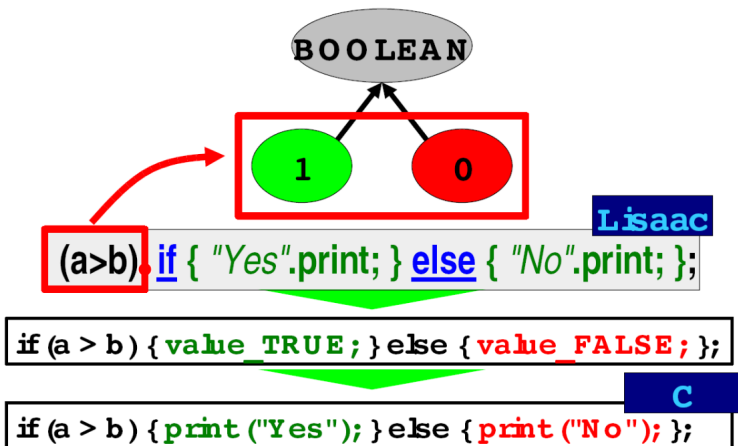 BOOLEAN
1 0
Lisaac
(a>b). if { "Yes".print; } else { "No".print; };
if (a > b) { value_TRUE; } else { value_FALSE; };
C
if (a > b) { print ("Yes"); } else { print ("No"); };